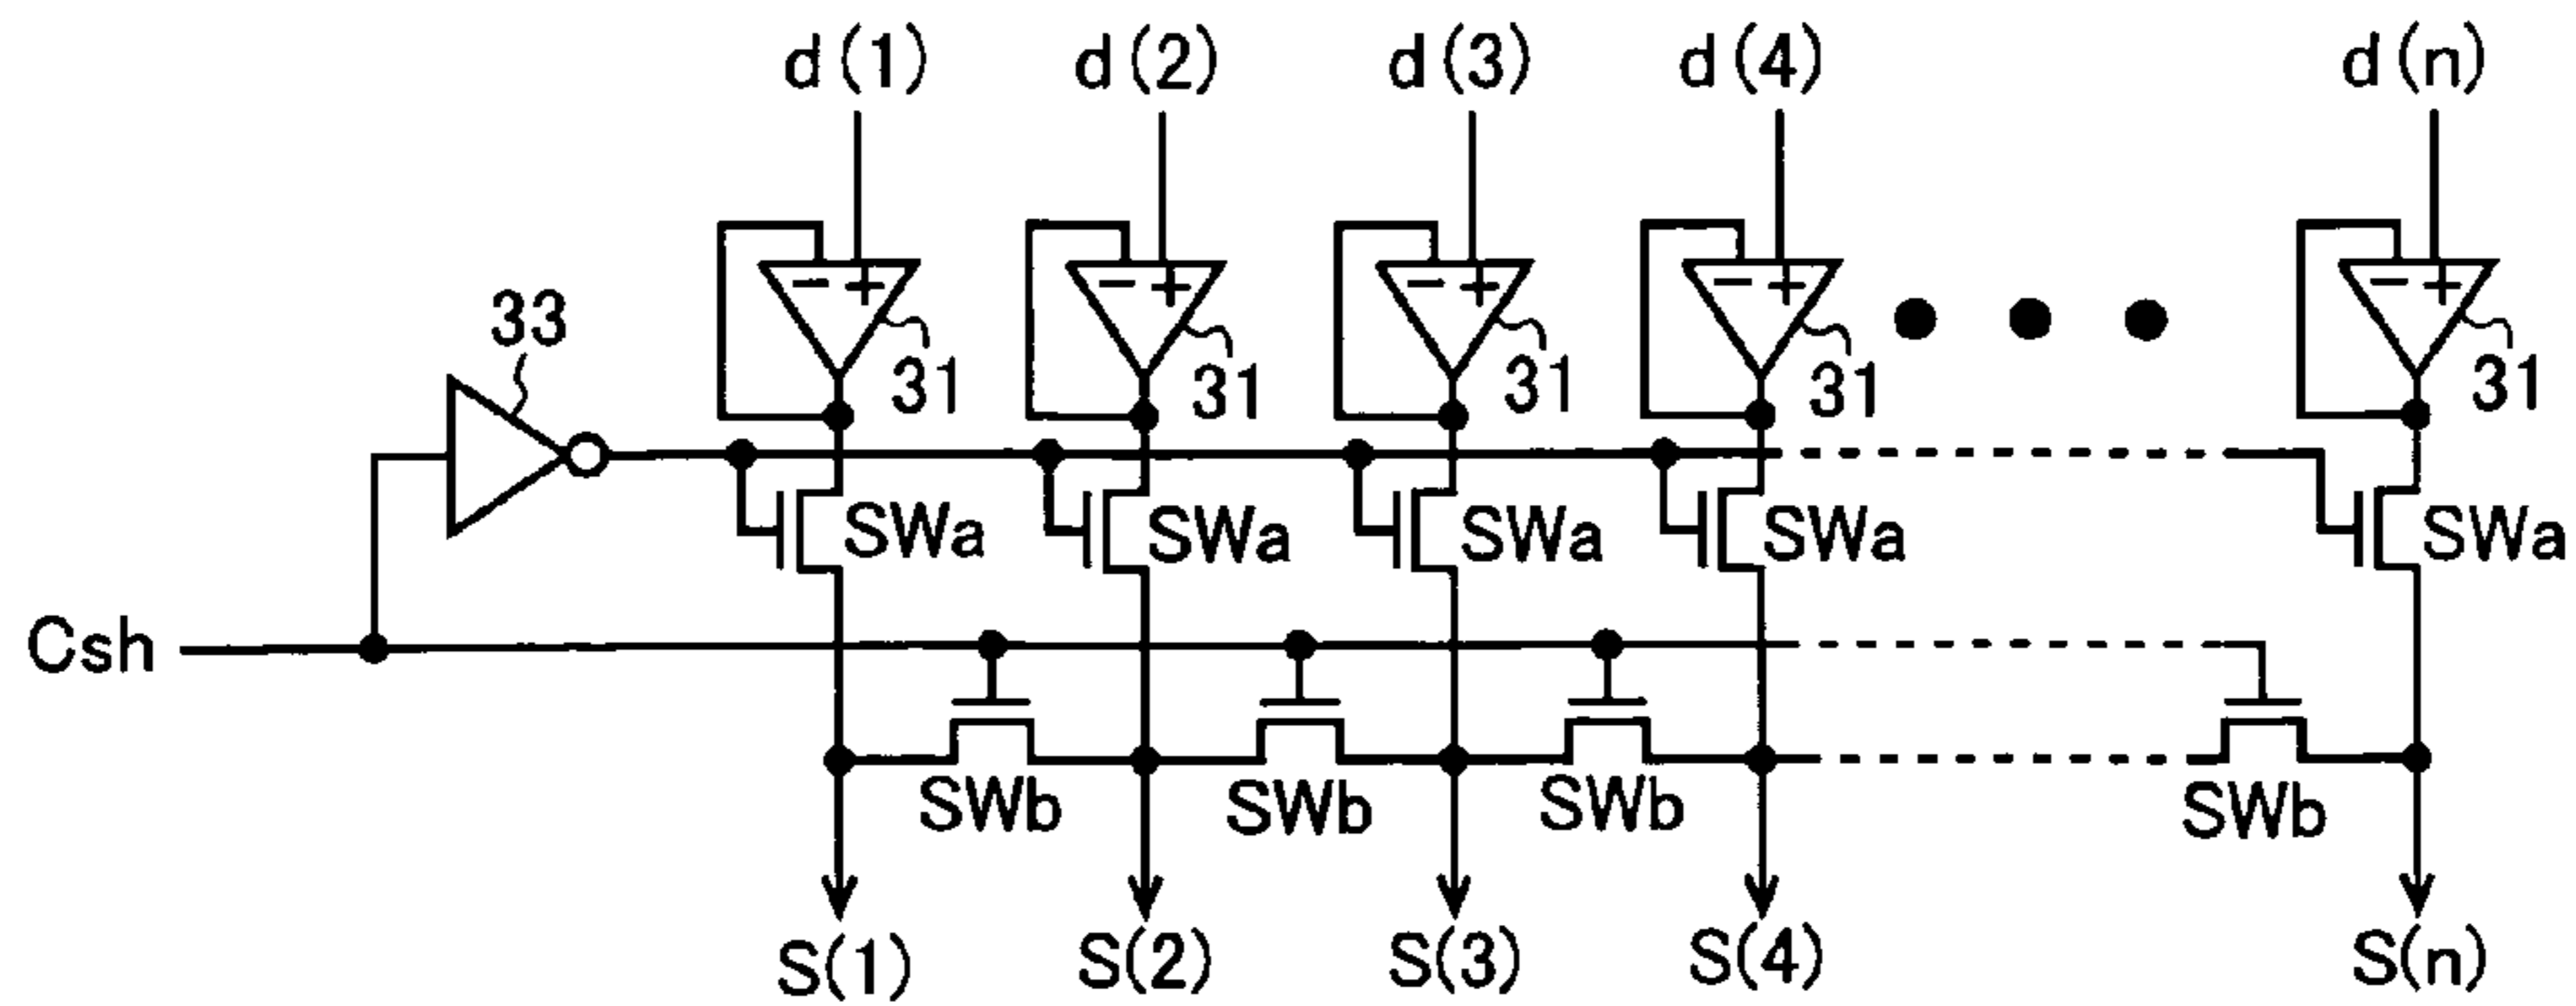 d(1) d(2) d(3) d(4) d(n)
- + - + - + - + - +
33
31 31 31 31 31
SWa SWa SWa SWa SWa
Csh
SWb SWb SWb SWb
S(1) S(2) S(3) S(4) S(n)